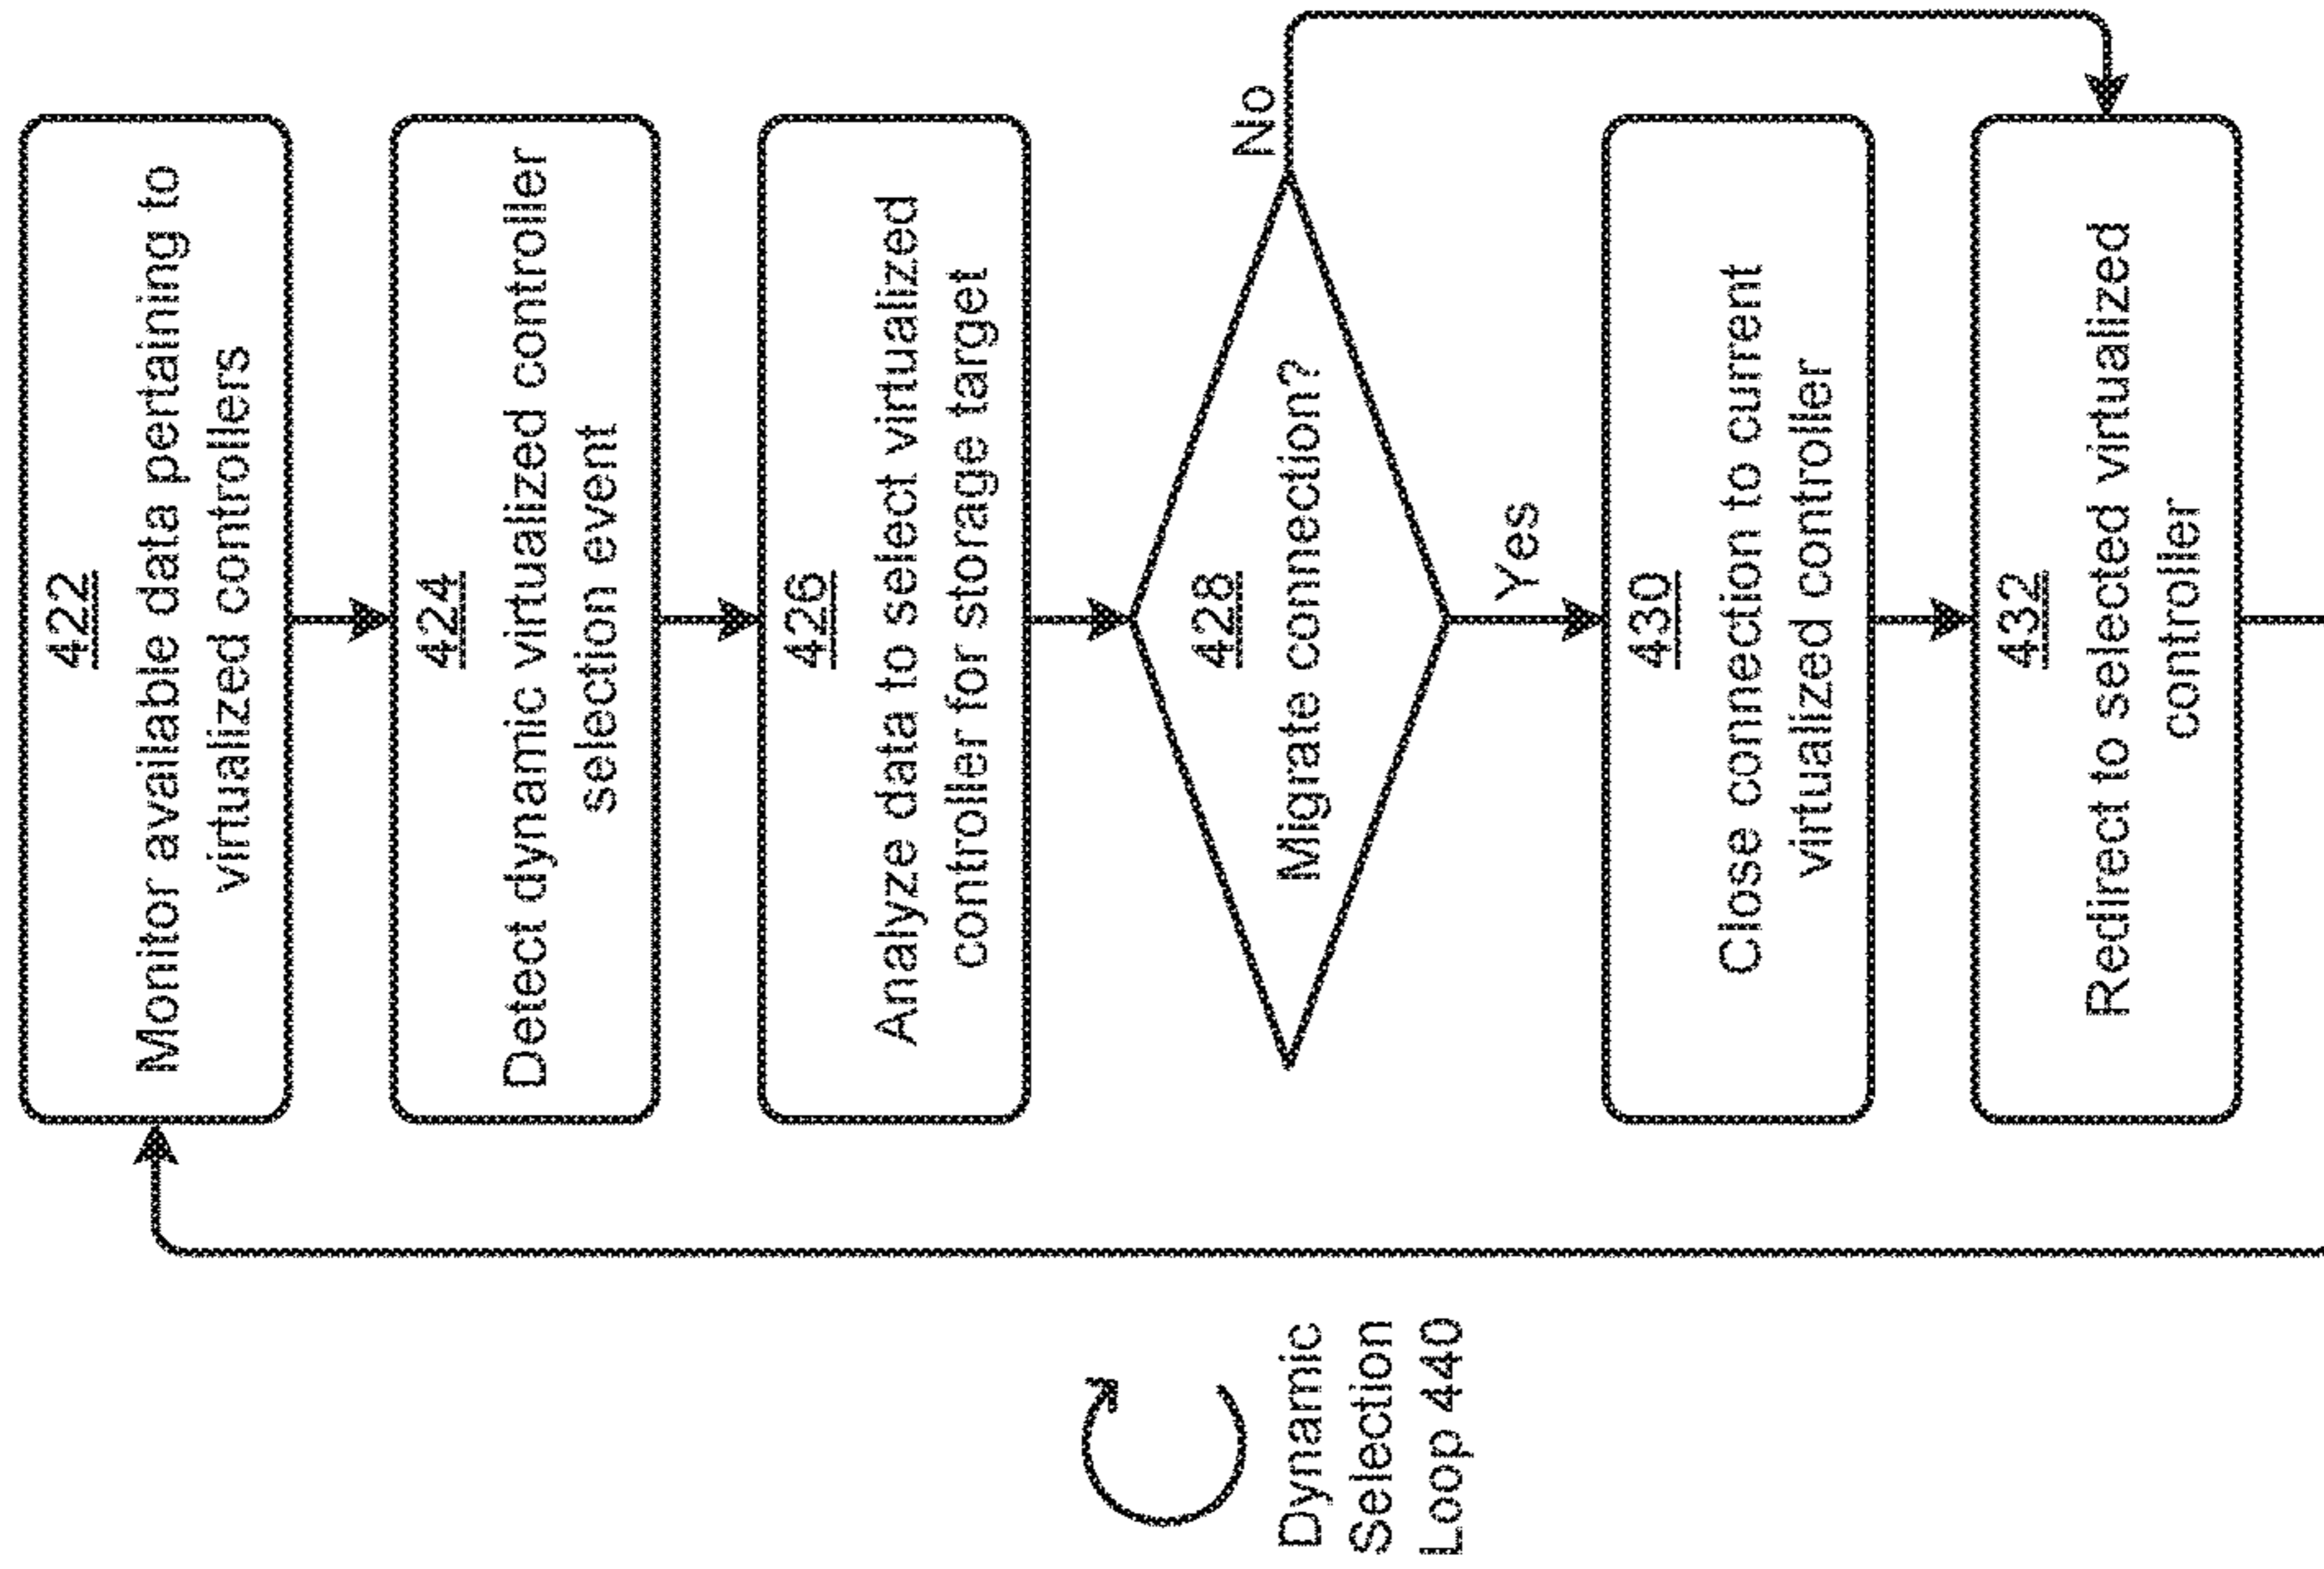 422
Monitor available data pertaining to
virtualized controllers
424
Detect dynamic virtualized controller
selection event
426
Analyze data to select virtualized
controller for storage target
428
Migrate connection?
No
Yes
430
Close connection to current
virtualized controller
432
Redirect to selected virtualized
controller
Dynamic
Selection
Loop 440